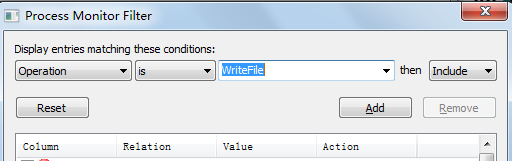 Process Monitor Filter
Display entries matching these conditions:
Operation is WriteFile then Include
Reset Add Remove
Column Relation Value Action